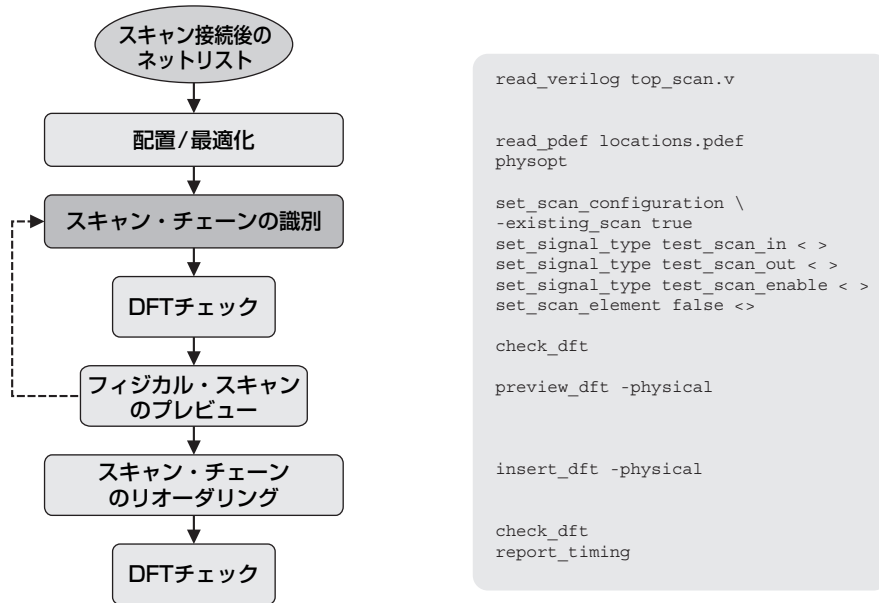 スキャン接続後の
ネットリスト
配置/最適化
スキャン・チェーンの識別
DFTチェック
フィジカル・スキャン
のプレビュー
スキャン・チェーン
のリオーダリング
DFTチェック
read_verilog top_scan.v
read_pdef locations.pdef
physopt
set_scan_configuration \
-existing_scan true
set_signal_type test_scan_in < >
set_signal_type test_scan_out < >
set_signal_type test_scan_enable < >
set_scan_element false <>
check_dft
preview_dft -physical
insert_dft -physical
check_dft
report_timing